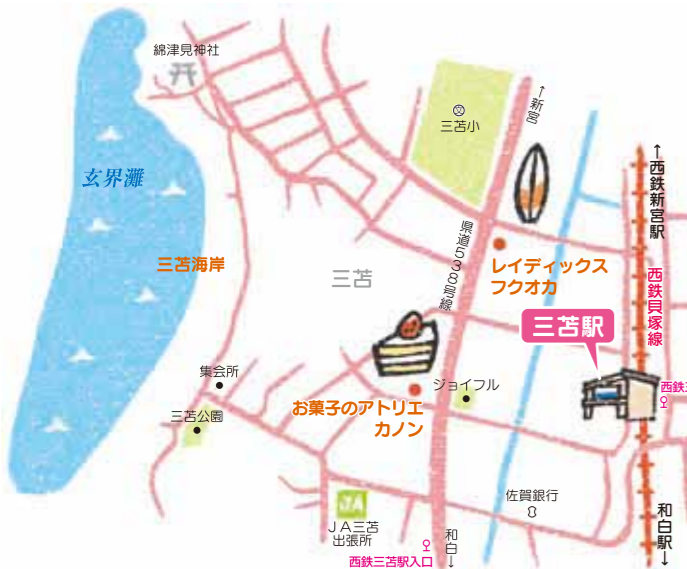 綿津見神社
玄界灘
三苫海岸
三苫
三苫小
↑新宮
県道538号線
レイディックス
フクオカ
↑西鉄新宮駅
西鉄貝塚線
三苫駅
西鉄三
集会所
三苫公園
お菓子のアトリエ
カノン
ジョイフル
JA
JA三苫
出張所
西鉄三苫駅入口
和白↓
佐賀銀行
和白駅↓